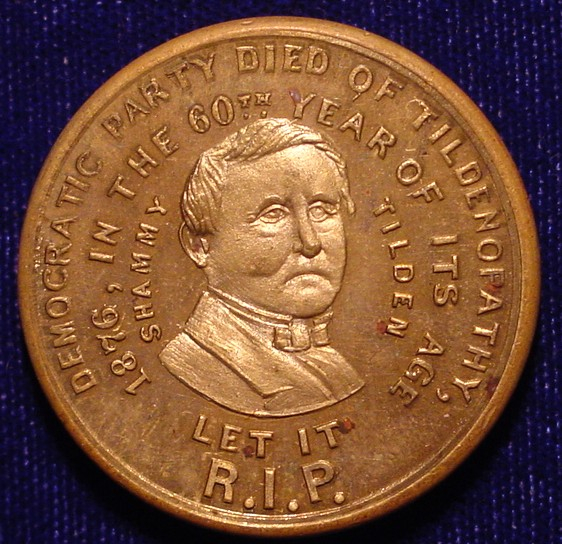 DEMOCRATIC PARTY DIED OF TILDENOPATHY,
1876, IN THE 60TH YEAR OF ITS AGE
SHAMMY TILDEN
LET IT
R.I.P.